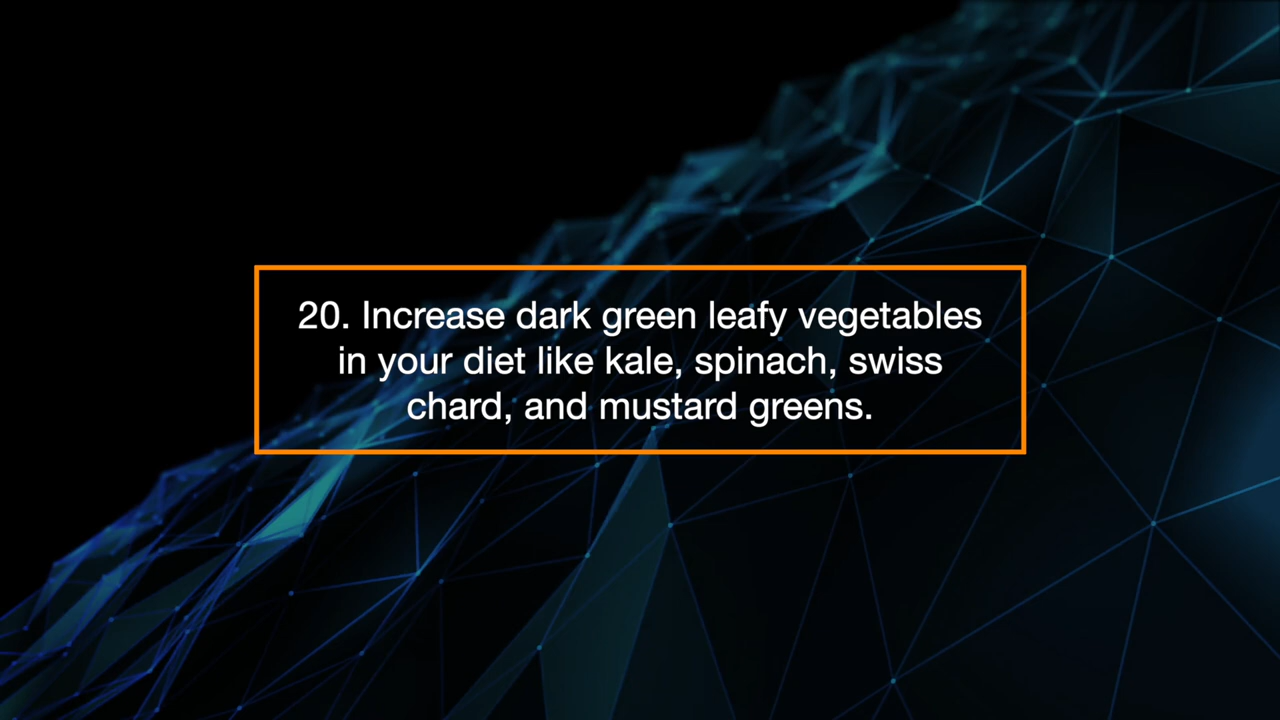 20. Increase dark green leafy vegetables
in your diet like kale, spinach, swiss
chard, and mustard greens.